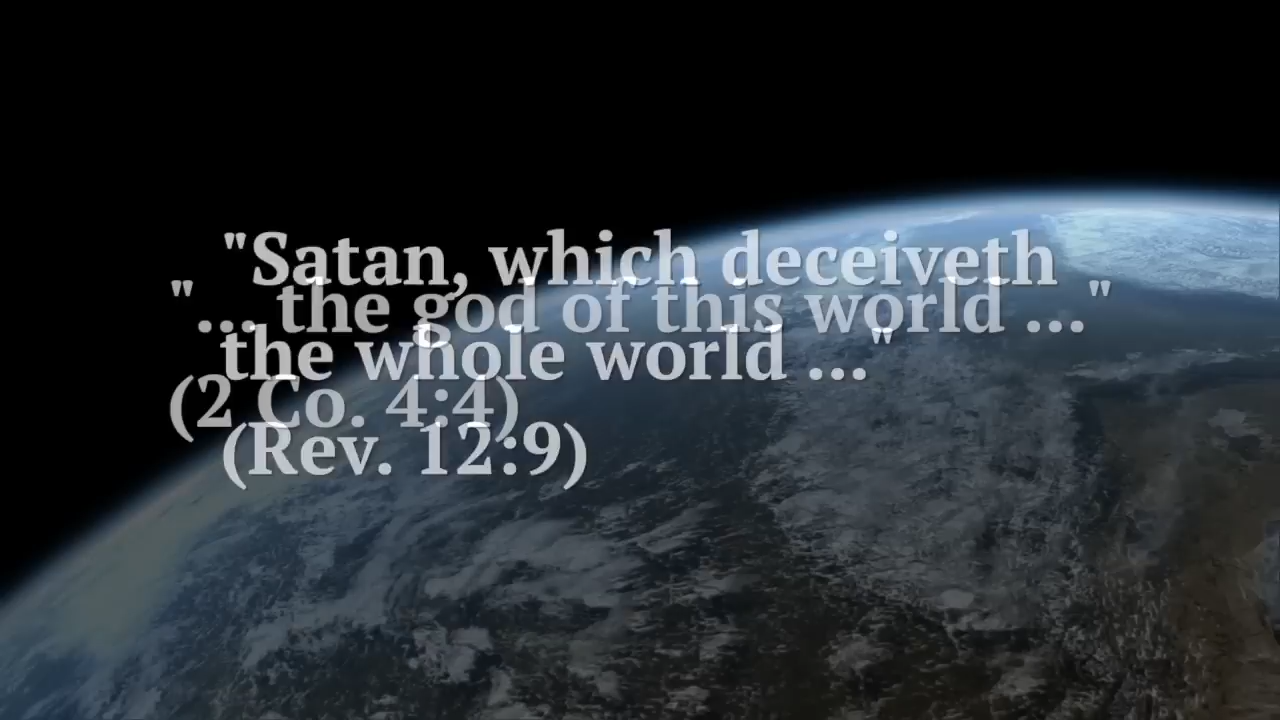 "Satan, which deceiveth
the whole world ..."
(Rev. 12:9)
"... the god of this world ..."
(2 Co. 4:4)